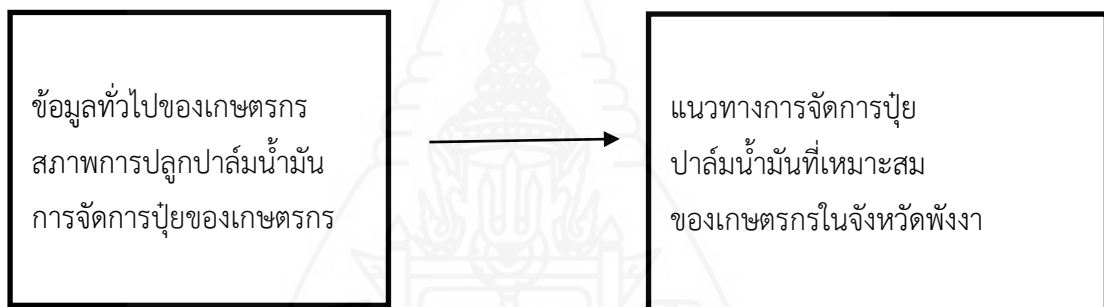 ข้อมูลทั่วไปของเกษตรกร
สภาพการปลูกปาล์มน้ำมัน
การจัดการปุ๋ยของเกษตรกร
แนวทางการจัดการปุ๋ย
ปาล์มน้ำมันที่เหมาะสม
ของเกษตรกรในจังหวัดพังงา